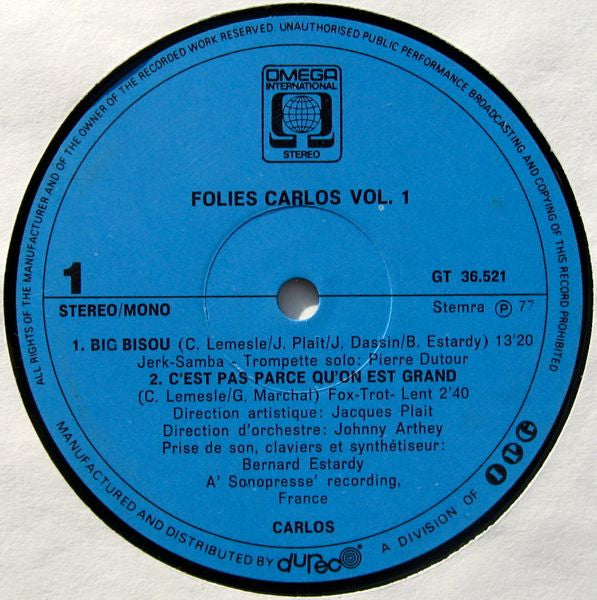 ALL RIGHTS OF THE MANUFACTURER AND OF THE OWNER OF THE RECORDED WORK RESERVED. UNAUTHORISED PUBLIC PERFORMANCE BROADCASTING AND COPYING OF THIS RECORD PROHIBITED
OMEGA
INTERNATIONAL
STEREO
FOLIES CARLOS VOL. 1
1
GT 36.521
STEREO/MONO
Stemra Ⓟ 77
1. BIG BISOU (C. Lemesle/J. Plait/J. Dassin/B. Estardy) 13'20
Jerk-Samba - Trompette solo: Pierre Dutour
2. C'EST PAS PARCE QU'ON EST GRAND
(C. Lemesle/G. Marchal) Fox-Trot- Lent 2'40
Direction artistique: Jacques Plait
Direction d'orchestre: Johnny Arthey
Prise de son, claviers et synthétiseur:
Bernard Estardy
A' Sonopresse' recording,
France
CARLOS
MANUFACTURED AND DISTRIBUTED BY dureco A DIVISION OF